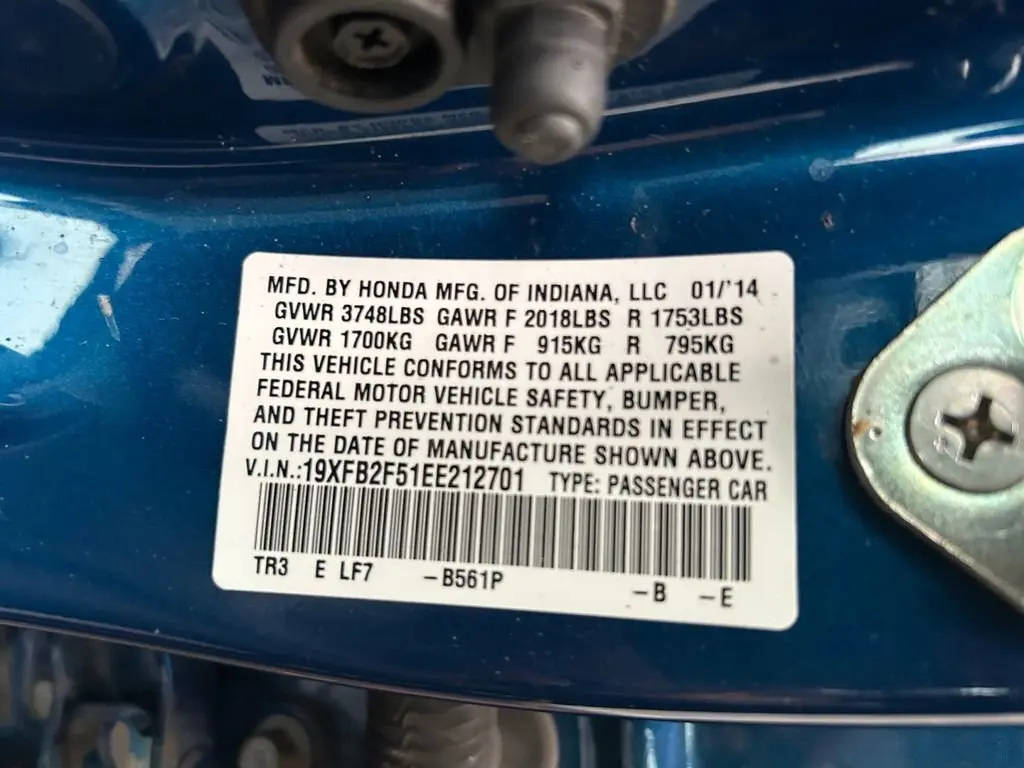 MFD. BY HONDA MFG. OF INDIANA, LLC 01/'14
GVWR 3748LBS GAWR F 2018LBS R 1753LBS
GVWR 1700KG GAWR F 915KG R 795KG
THIS VEHICLE CONFORMS TO ALL APPLICABLE
FEDERAL MOTOR VEHICLE SAFETY, BUMPER,
AND THEFT PREVENTION STANDARDS IN EFFECT
ON THE DATE OF MANUFACTURE SHOWN ABOVE.
V.I.N.:19XFB2F51EE212701 TYPE: PASSENGER CAR
TR3 E LF7 -B561P -B -E